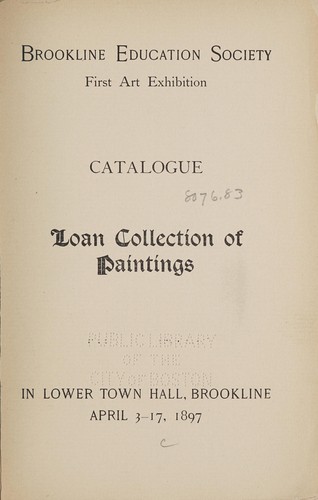 BROOKLINE EDUCATION SOCIETY
First Art Exhibition
CATALOGUE
8076.83
Loan Collection of
Paintings
PUBLIC LIBRARY
OF THE
CITY OF BOSTON
IN LOWER TOWN HALL, BROOKLINE
APRIL 3-17, 1897
c